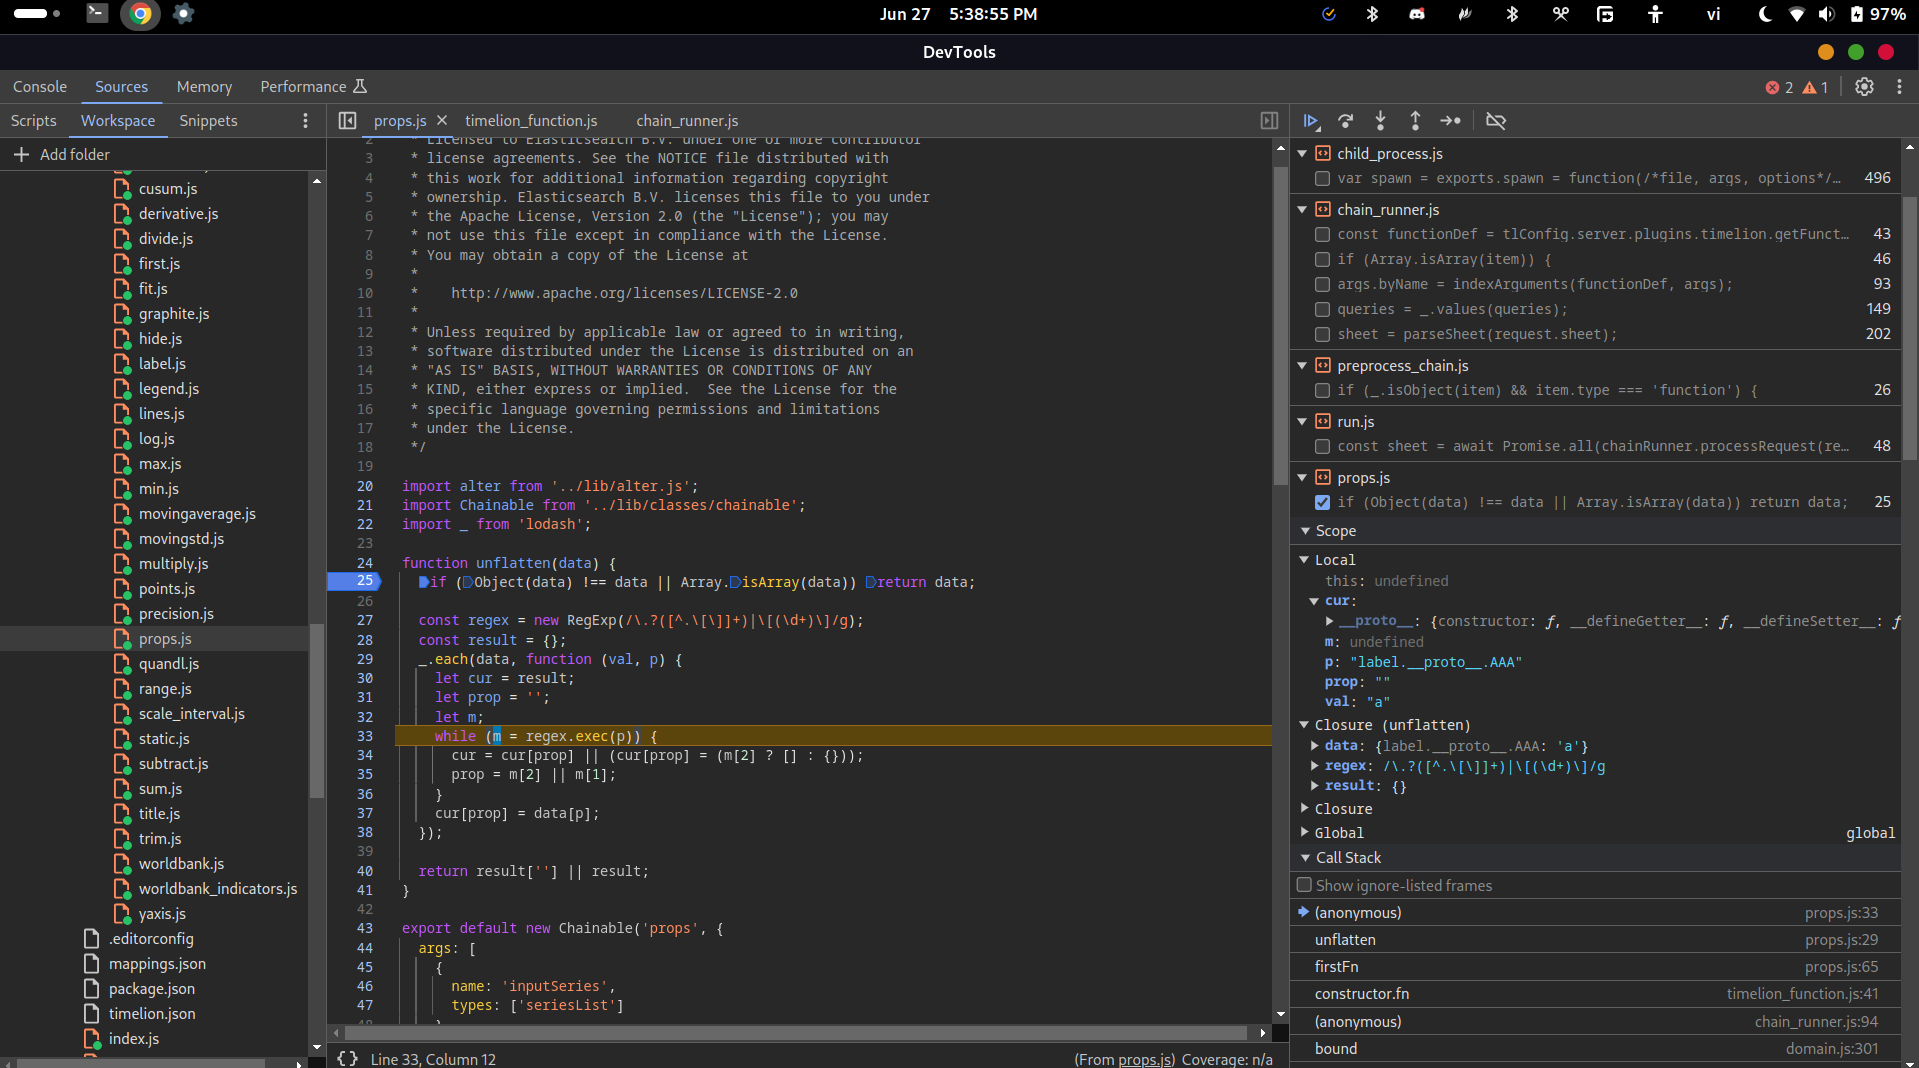 Jun 27 5:38:55 PM
vi
97%
DevTools
Console Sources Memory Performance
2 1
Scripts Workspace Snippets
props.js timelion_function.js chain_runner.js
Add folder
cusum.js
derivative.js
divide.js
first.js
fit.js
graphite.js
hide.js
label.js
legend.js
lines.js
log.js
max.js
min.js
movingaverage.js
movingstd.js
multiply.js
points.js
precision.js
props.js
quandl.js
range.js
scale_interval.js
static.js
subtract.js
sum.js
title.js
trim.js
worldbank.js
worldbank_indicators.js
yaxis.js
.editorconfig
mappings.json
package.json
timelion.json
index.js
2 * Licensed to Elasticsearch B.V. under one or more contributor
3 * license agreements. See the NOTICE file distributed with
4 * this work for additional information regarding copyright
5 * ownership. Elasticsearch B.V. licenses this file to you under
6 * the Apache License, Version 2.0 (the "License"); you may
7 * not use this file except in compliance with the License.
8 * You may obtain a copy of the License at
9 *
10 *    http://www.apache.org/licenses/LICENSE-2.0
11 *
12 * Unless required by applicable law or agreed to in writing,
13 * software distributed under the License is distributed on an
14 * "AS IS" BASIS, WITHOUT WARRANTIES OR CONDITIONS OF ANY
15 * KIND, either express or implied.  See the License for the
16 * specific language governing permissions and limitations
17 * under the License.
18 */
19
20 import alter from '../lib/alter.js';
21 import Chainable from '../lib/classes/chainable';
22 import _ from 'lodash';
23
24 function unflatten(data) {
25   if (Object(data) !== data || Array.isArray(data)) return data;
26
27   const regex = new RegExp(/\.?([^.\[\]]+)|\[(\d+)\]/g);
28   const result = {};
29   _.each(data, function (val, p) {
30     let cur = result;
31     let prop = '';
32     let m;
33     while (m = regex.exec(p)) {
34       cur = cur[prop] || (cur[prop] = (m[2] ? [] : {}));
35       prop = m[2] || m[1];
36     }
37     cur[prop] = data[p];
38   });
39
40   return result[''] || result;
41 }
42
43 export default new Chainable('props', {
44   args: [
45     {
46       name: 'inputSeries',
47       types: ['seriesList']
48
{ } Line 33, Column 12 (From props.js) Coverage: n/a
child_process.js
var spawn = exports.spawn = function(/*file, args, options*/… 496
chain_runner.js
const functionDef = tlConfig.server.plugins.timelion.getFunct… 43
if (Array.isArray(item)) { 46
args.byName = indexArguments(functionDef, args); 93
queries = _.values(queries); 149
sheet = parseSheet(request.sheet); 202
preprocess_chain.js
if (_.isObject(item) && item.type === 'function') { 26
run.js
const sheet = await Promise.all(chainRunner.processRequest(re… 48
props.js
if (Object(data) !== data || Array.isArray(data)) return data; 25
Scope
Local
this: undefined
cur:
__proto__: {constructor: ƒ, __defineGetter__: ƒ, __defineSetter__: ƒ
m: undefined
p: "label.__proto__.AAA"
prop: ""
val: "a"
Closure (unflatten)
data: {label.__proto__.AAA: 'a'}
regex: /\.?([^.\[\]]+)|\[(\d+)\]/g
result: {}
Closure
Global global
Call Stack
Show ignore-listed frames
(anonymous) props.js:33
unflatten props.js:29
firstFn props.js:65
constructor.fn timelion_function.js:41
(anonymous) chain_runner.js:94
bound domain.js:301